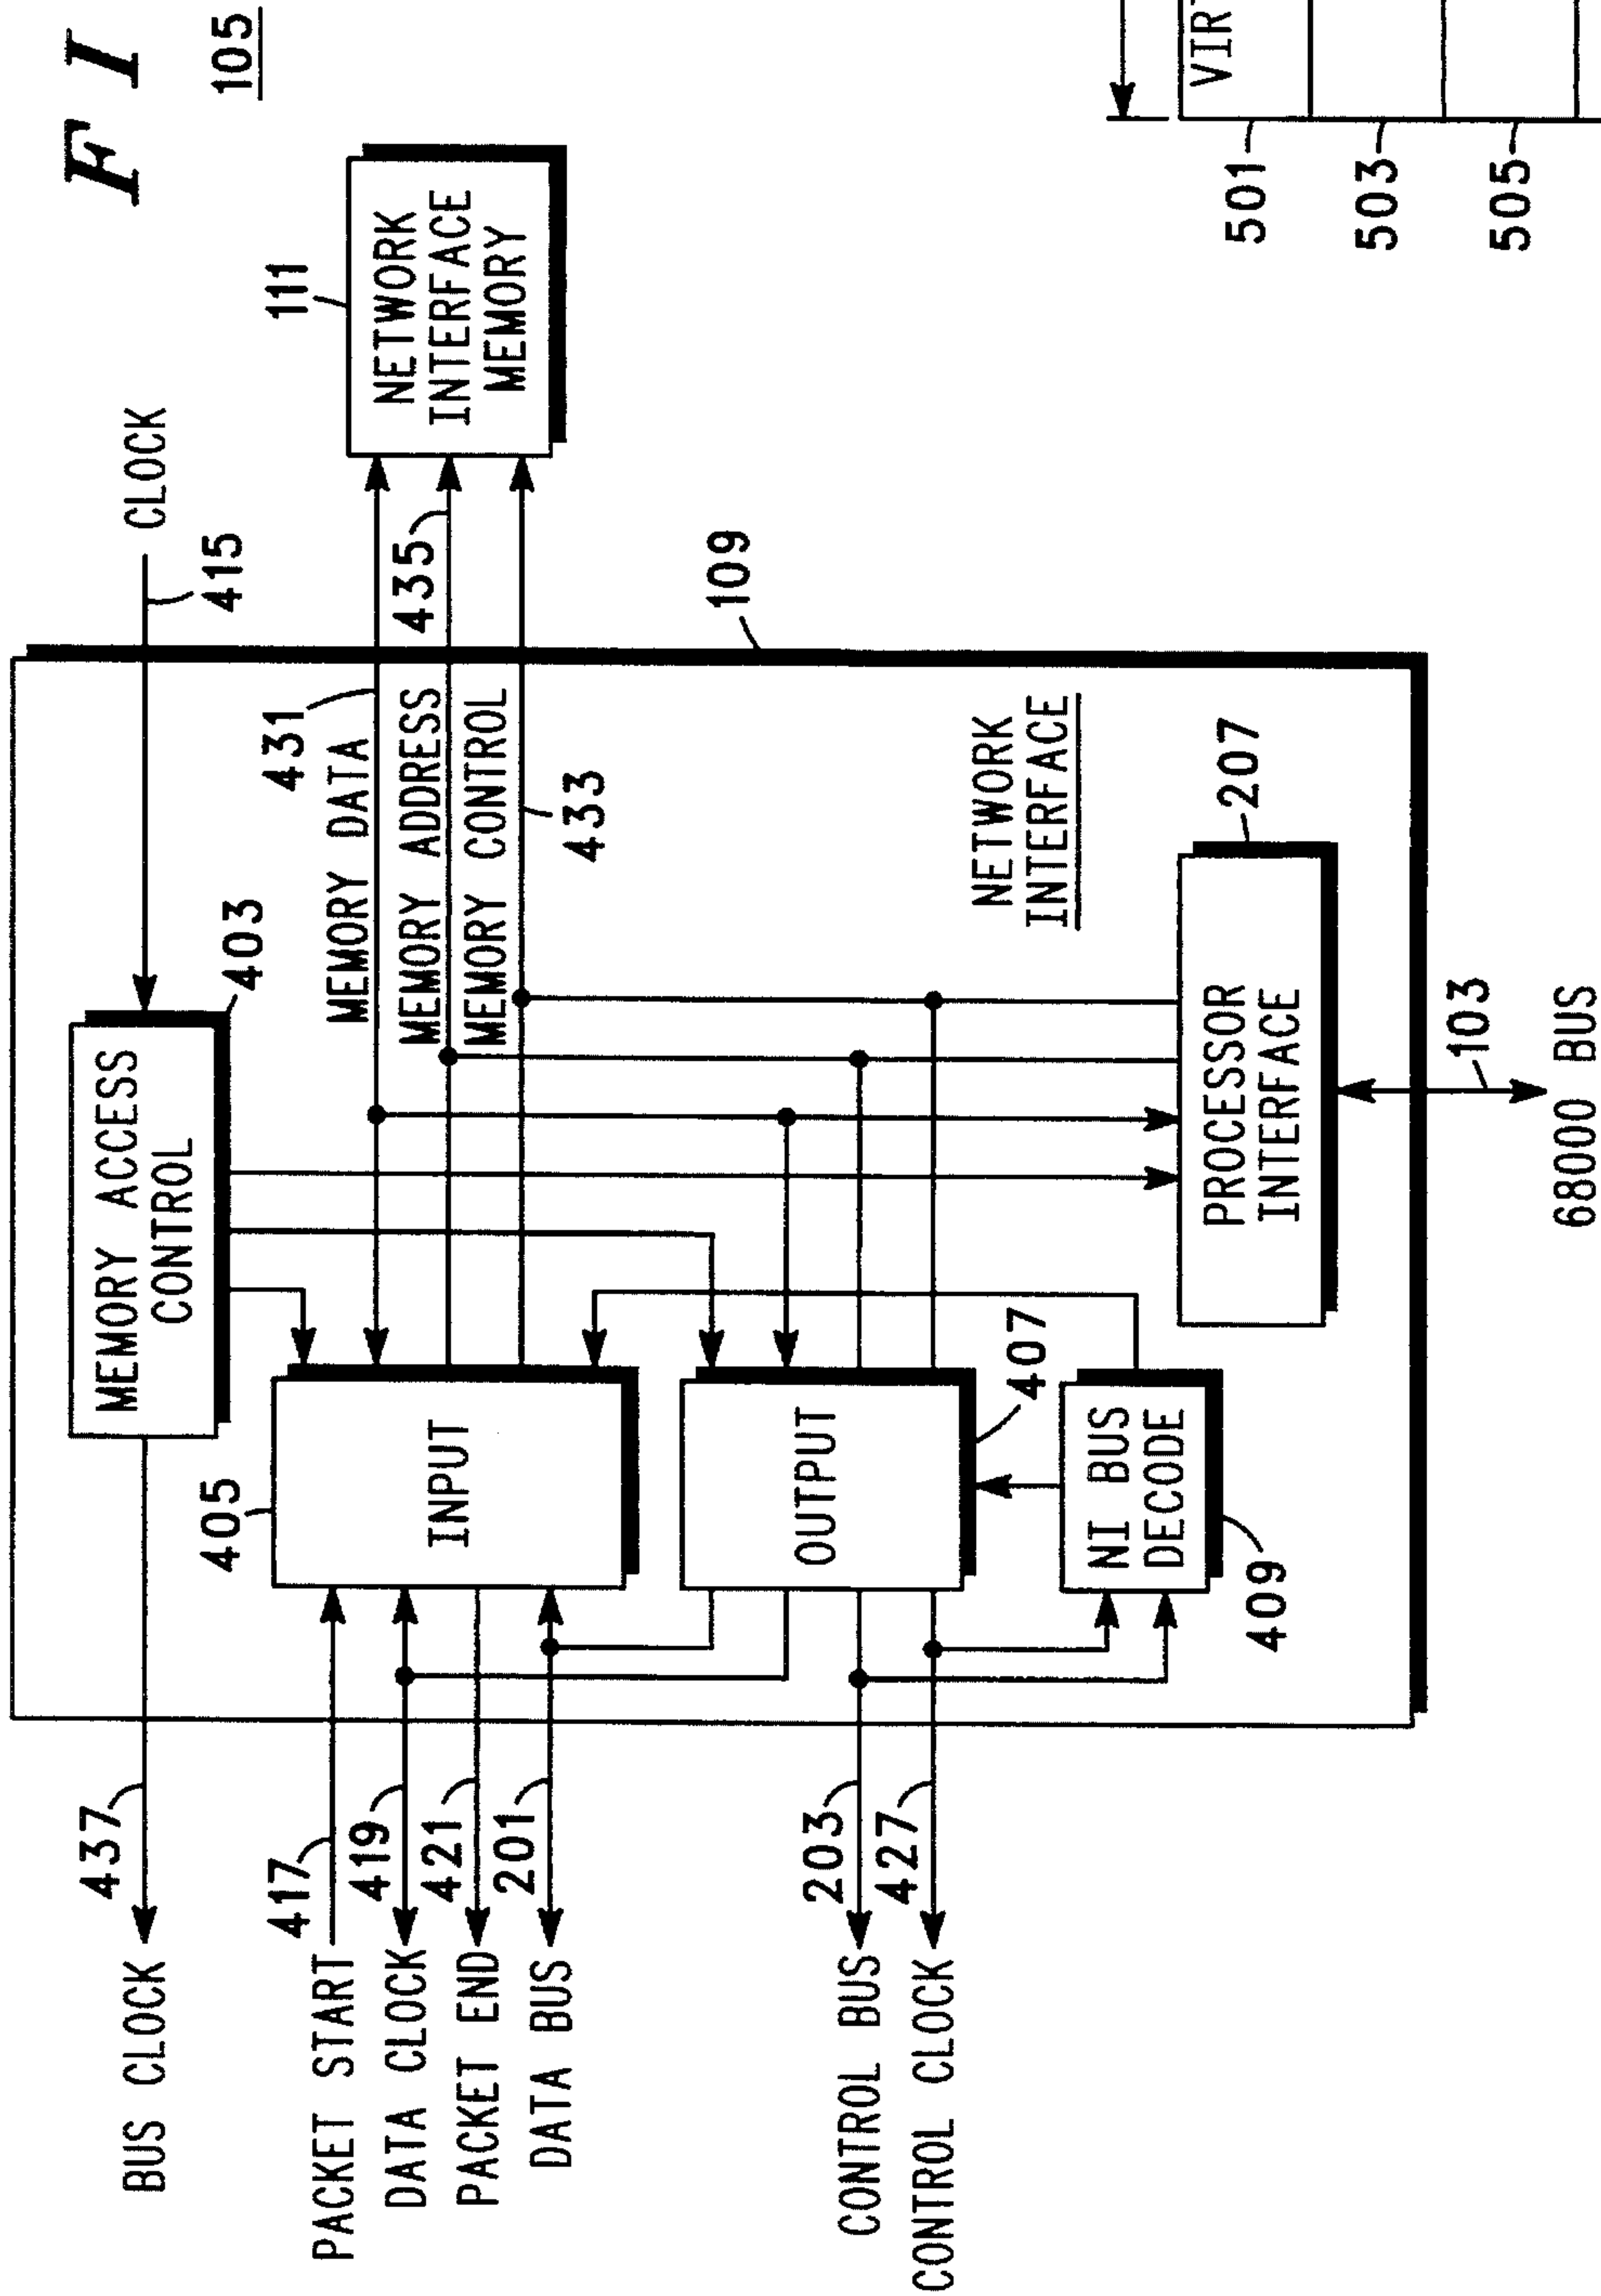 F I
105
CLOCK
415
111
NETWORK
INTERFACE
MEMORY
437
BUS CLOCK
MEMORY ACCESS
CONTROL
403
431
MEMORY DATA
435
MEMORY ADDRESS
MEMORY CONTROL
433
109
405
INPUT
417
PACKET START
419
DATA CLOCK
421
PACKET END
201
DATA BUS
OUTPUT
407
203
CONTROL BUS
427
CONTROL CLOCK
NI BUS
DECODE
409
NETWORK
INTERFACE
PROCESSOR
INTERFACE
207
103
68000 BUS
VIRT
501
503
505